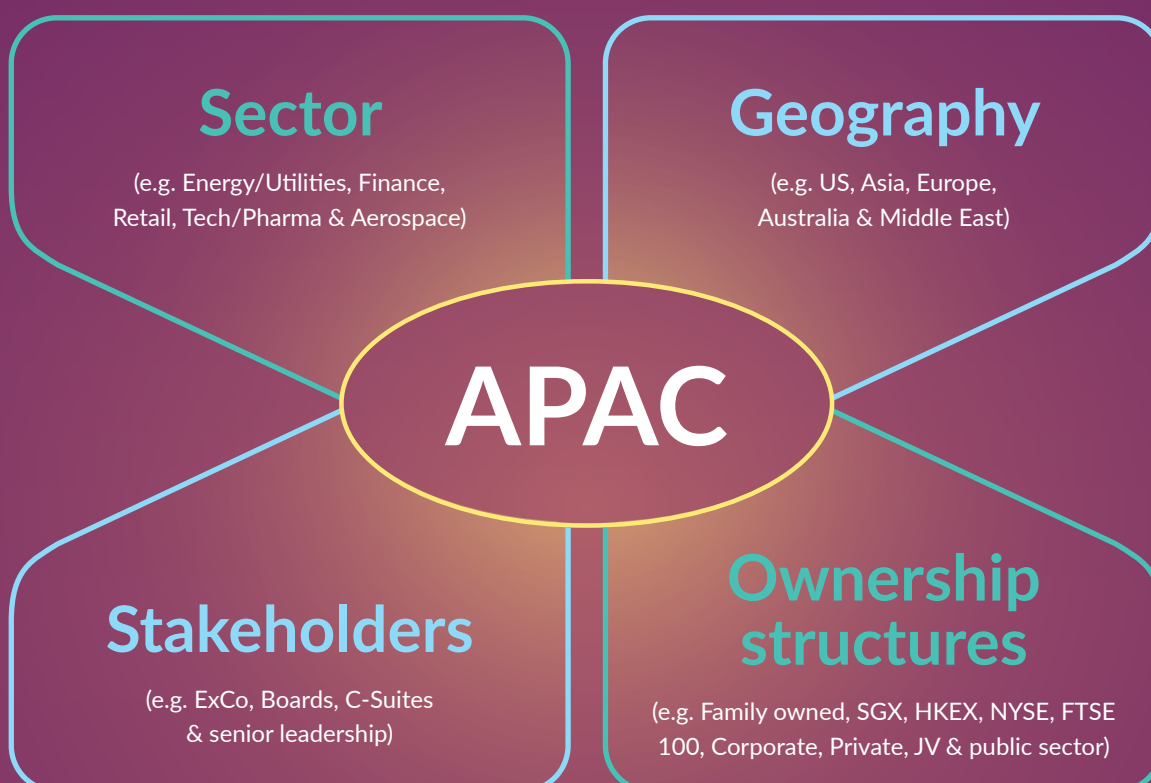 Sector
(e.g. Energy/Utilities, Finance,
Retail, Tech/Pharma & Aerospace)
Geography
(e.g. US, Asia, Europe,
Australia & Middle East)
APAC
Stakeholders
(e.g. ExCo, Boards, C-Suites
& senior leadership)
Ownership
structures
(e.g. Family owned, SGX, HKEX, NYSE, FTSE
100, Corporate, Private, JV & public sector)